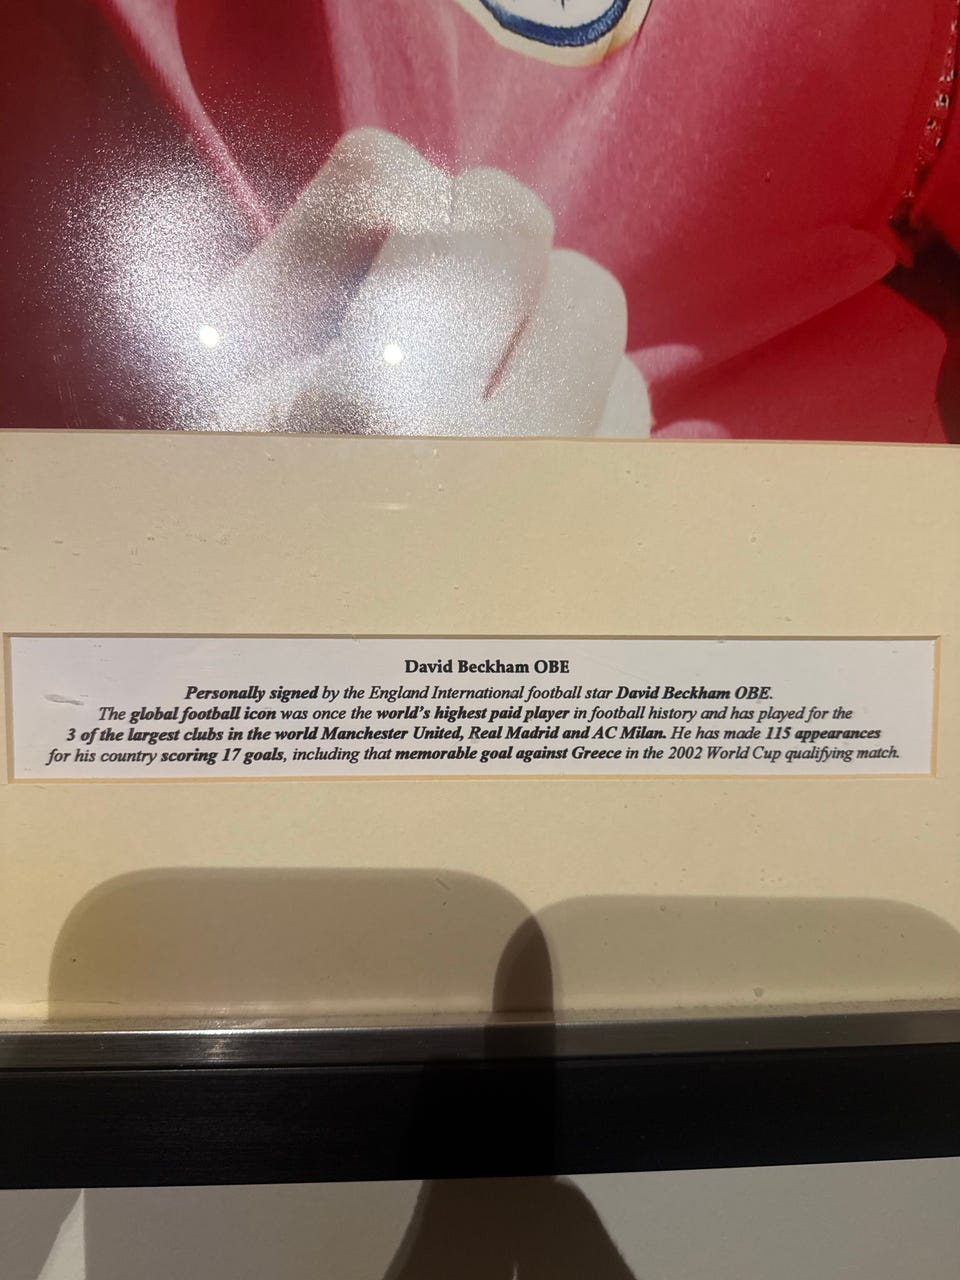 David Beckham OBE
Personally signed by the England International football star David Beckham OBE.
The global football icon was once the world's highest paid player in football history and has played for the
3 of the largest clubs in the world Manchester United, Real Madrid and AC Milan. He has made 115 appearances
for his country scoring 17 goals, including that memorable goal against Greece in the 2002 World Cup qualifying match.